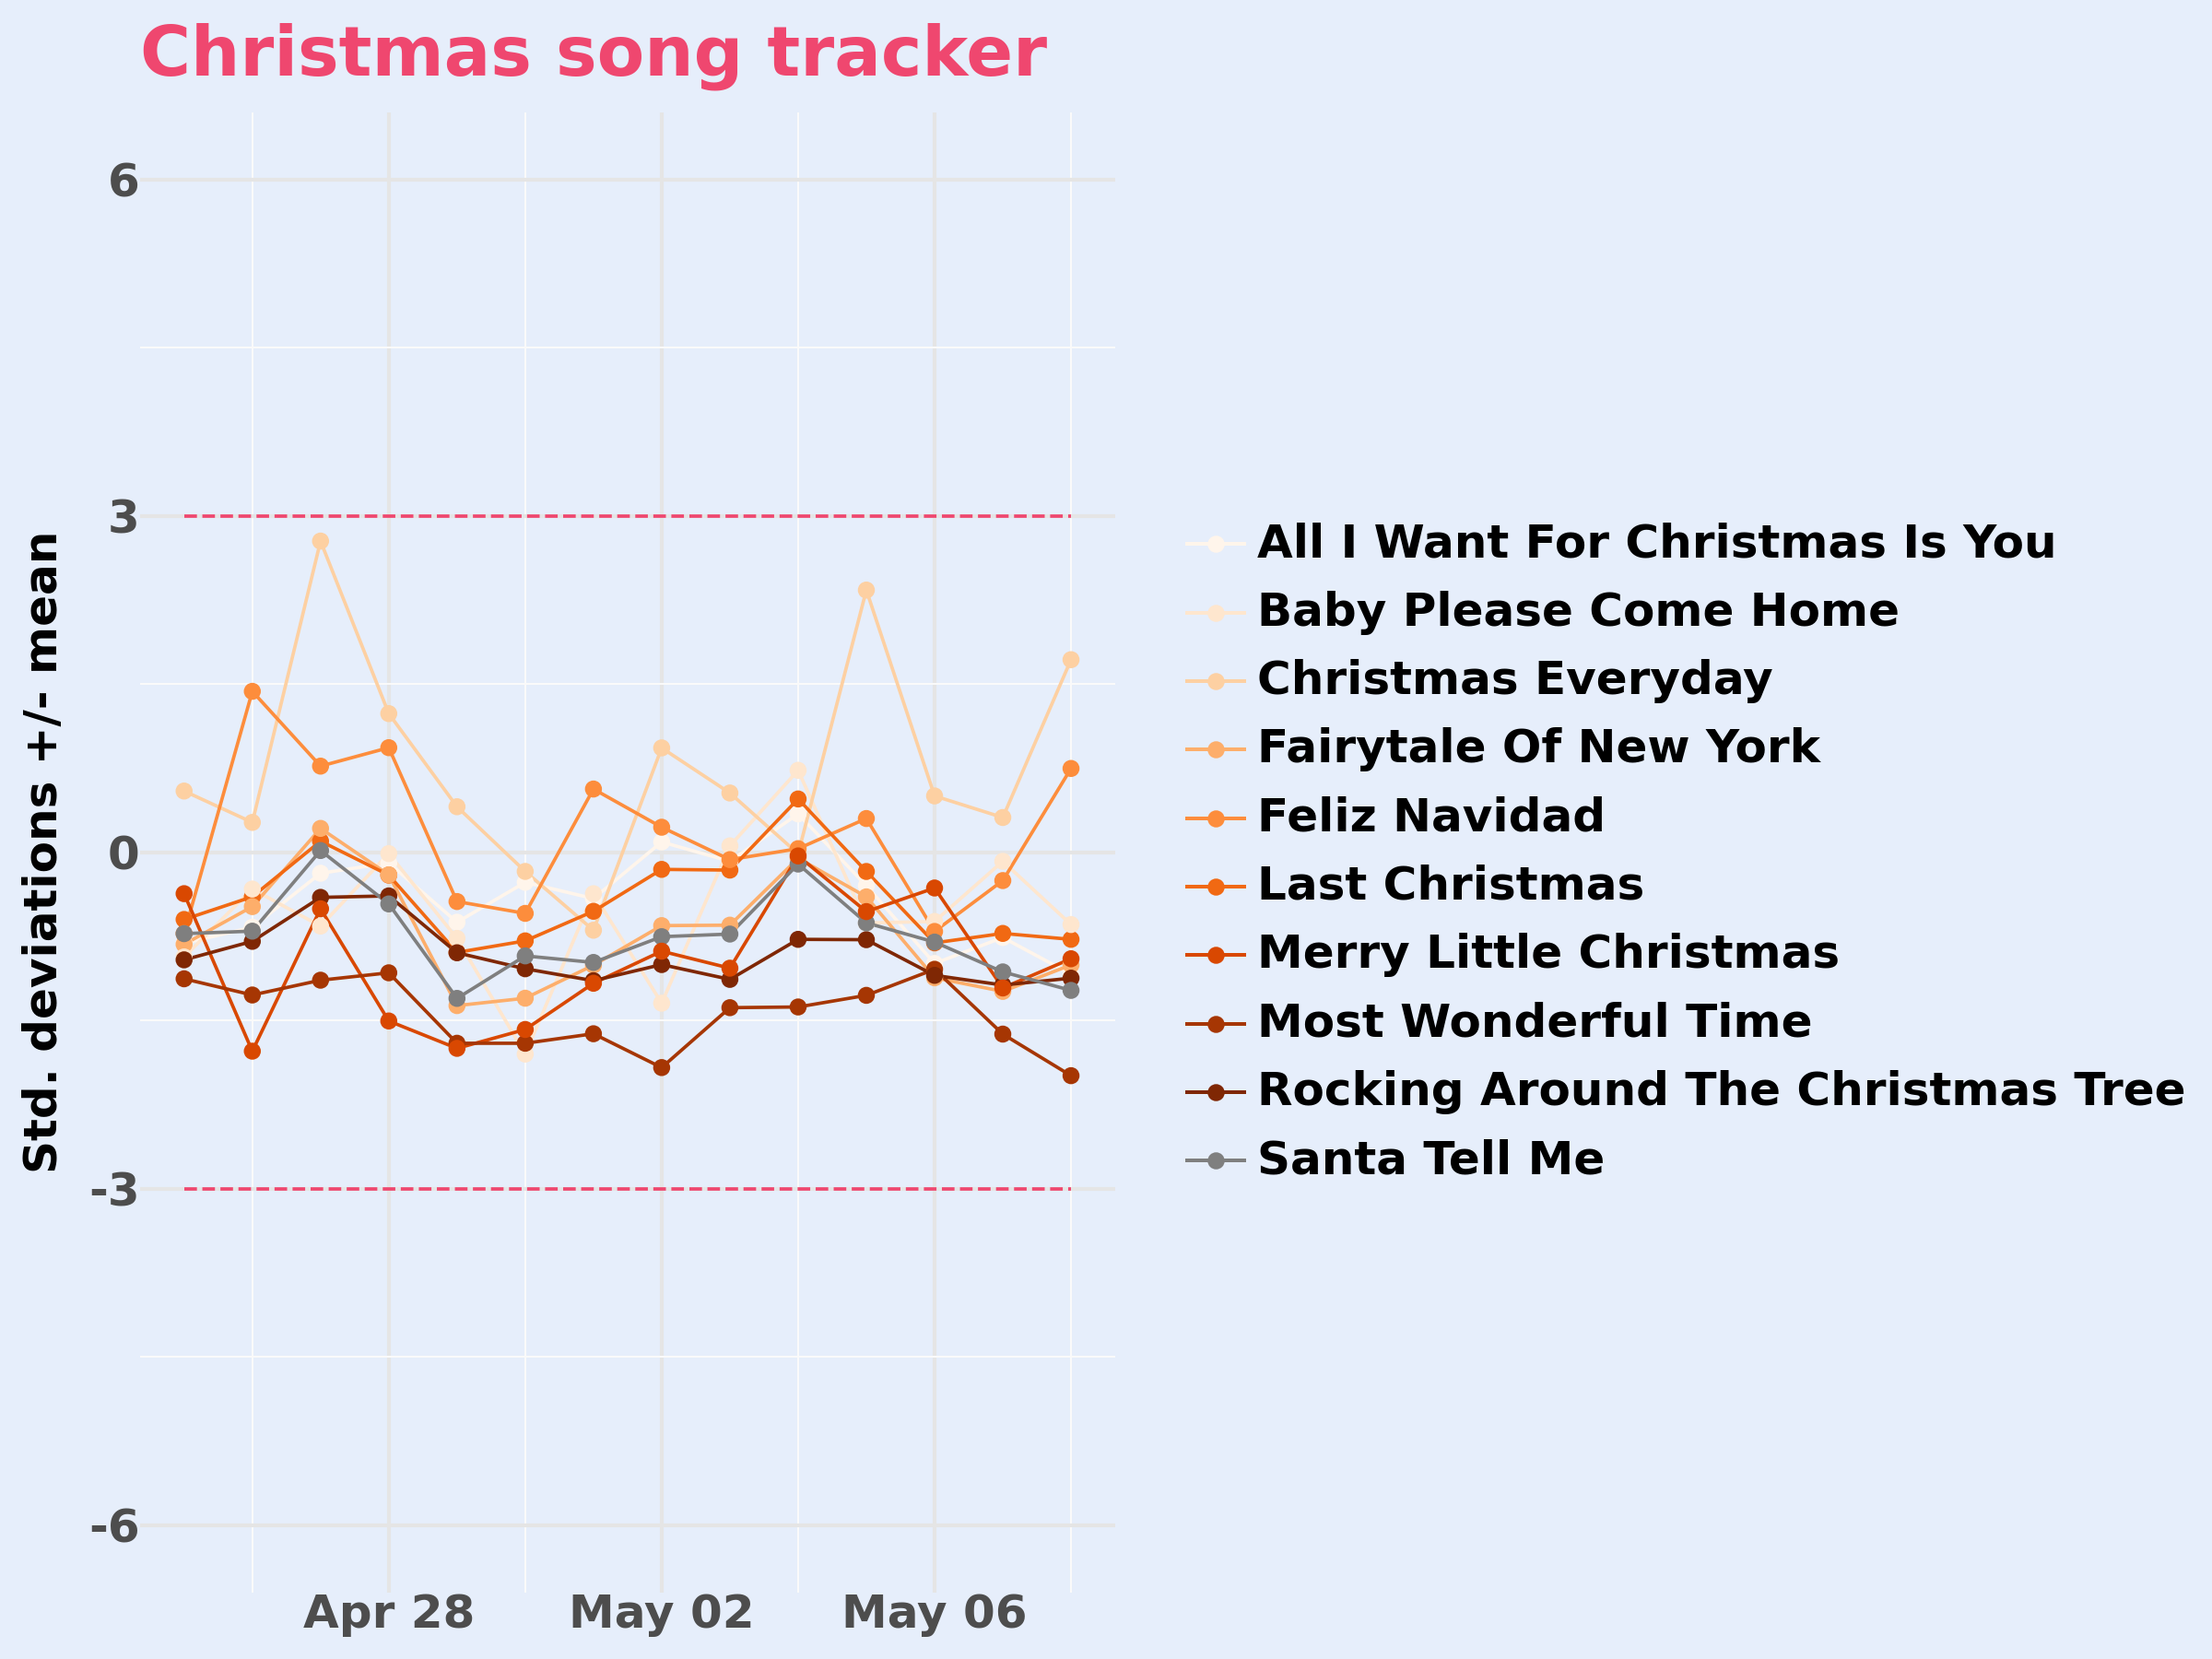 Christmas song tracker
Std. deviations +/- mean
6
3
0
-3
-6
Apr 28
May 02
May 06
All I Want For Christmas Is You
Baby Please Come Home
Christmas Everyday
Fairytale Of New York
Feliz Navidad
Last Christmas
Merry Little Christmas
Most Wonderful Time
Rocking Around The Christmas Tree
Santa Tell Me